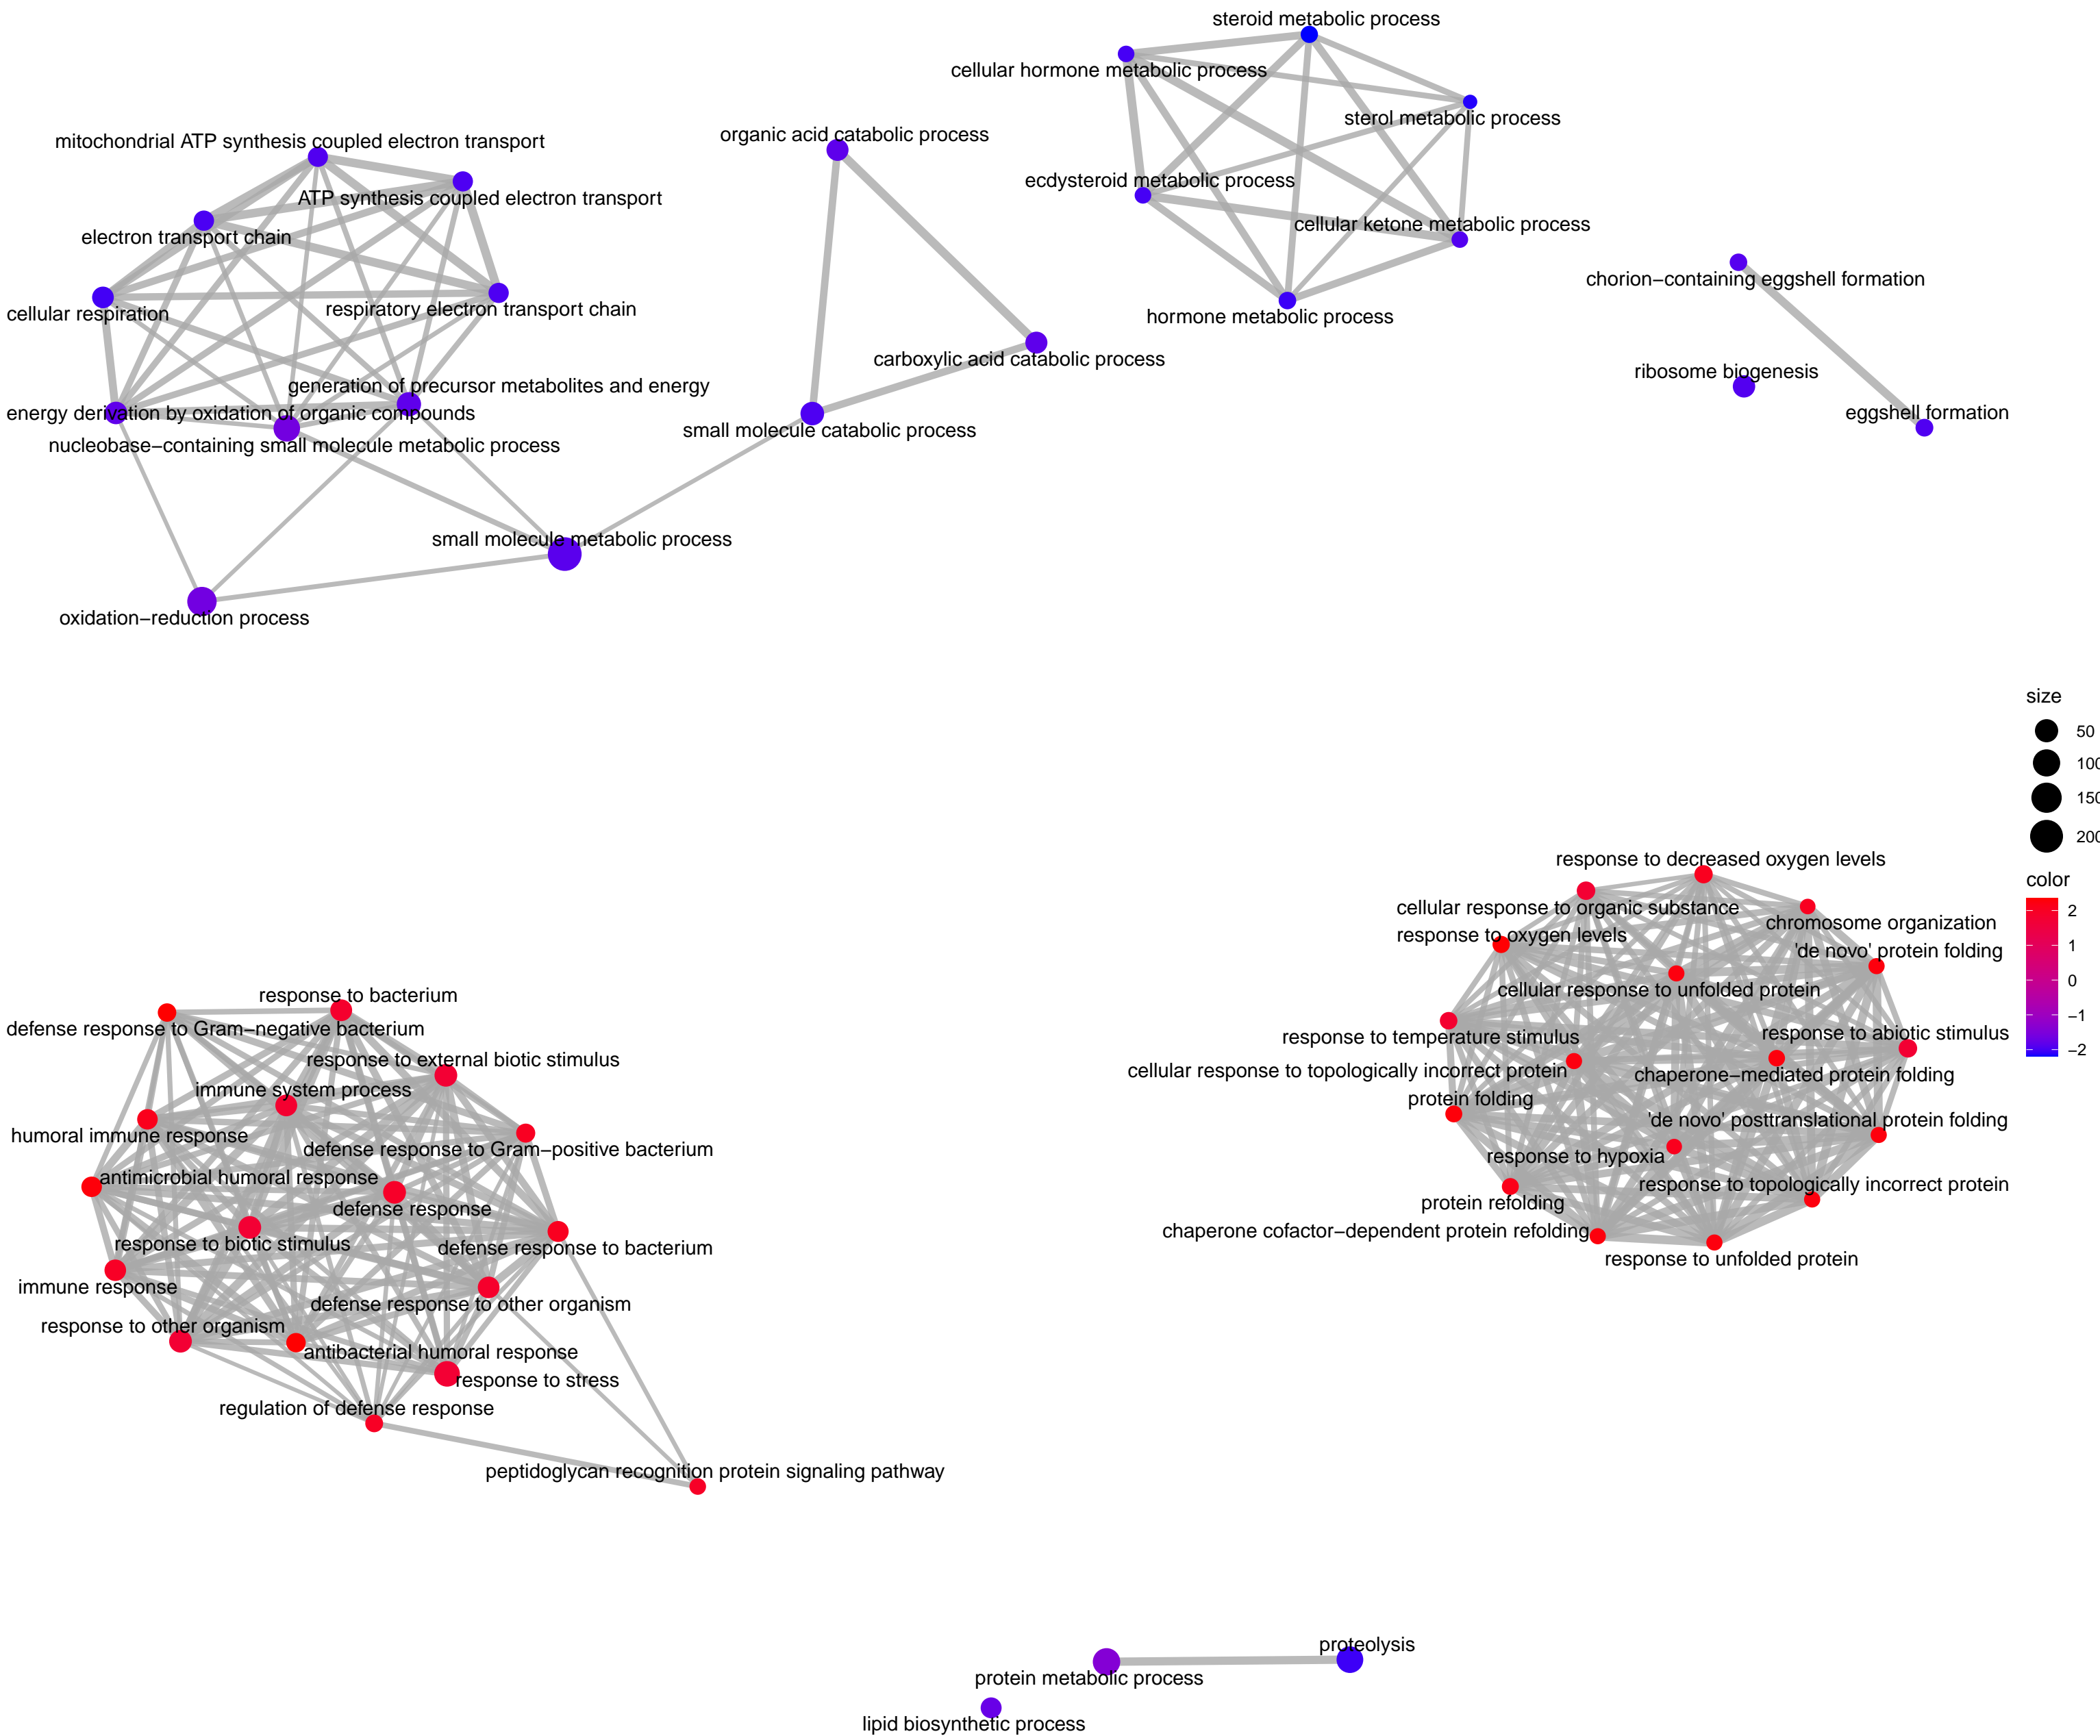 steroid metabolic process
cellular hormone metabolic process
sterol metabolic process
organic acid catabolic process
mitochondrial ATP synthesis coupled electron transport
ecdysteroid metabolic process
ATP synthesis coupled electron transport
cellular ketone metabolic process
electron transport chain
chorion−containing eggshell formation
cellular respiration
respiratory electron transport chain
hormone metabolic process
carboxylic acid catabolic process
ribosome biogenesis
generation of precursor metabolites and energy
energy derivation by oxidation of organic compounds
eggshell formation
small molecule catabolic process
nucleobase−containing small molecule metabolic process
small molecule metabolic process
oxidation−reduction process
size
50
100
150
200
color
2
1
0
−1
−2
response to decreased oxygen levels
cellular response to organic substance
chromosome organization
response to oxygen levels
'de novo' protein folding
cellular response to unfolded protein
response to temperature stimulus
response to abiotic stimulus
cellular response to topologically incorrect protein
chaperone−mediated protein folding
protein folding
'de novo' posttranslational protein folding
response to hypoxia
response to topologically incorrect protein
protein refolding
chaperone cofactor−dependent protein refolding
response to unfolded protein
response to bacterium
defense response to Gram−negative bacterium
response to external biotic stimulus
immune system process
humoral immune response
defense response to Gram−positive bacterium
antimicrobial humoral response
defense response
response to biotic stimulus
defense response to bacterium
immune response
defense response to other organism
response to other organism
antibacterial humoral response
response to stress
regulation of defense response
peptidoglycan recognition protein signaling pathway
proteolysis
protein metabolic process
lipid biosynthetic process